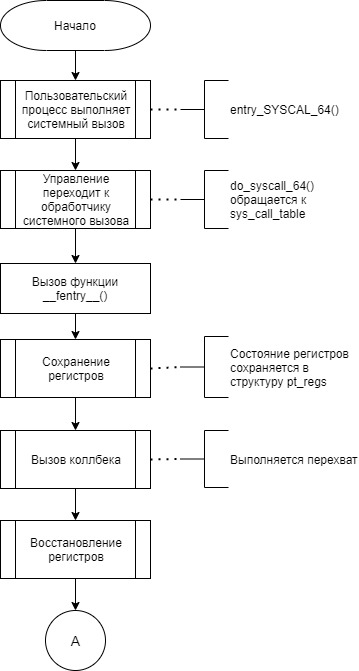 Начало
Пользовательский
процесс выполняет
системный вызов
entry_SYSCAL_64()
Управление
переходит к
обработчику
системного вызова
do_syscall_64()
обращается к
sys_call_table
Вызов функции
__fentry__()
Сохранение
регистров
Состояние регистров
сохраняется в
структуру pt_regs
Вызов коллбека
Выполняется перехват
Восстановление
регистров
А